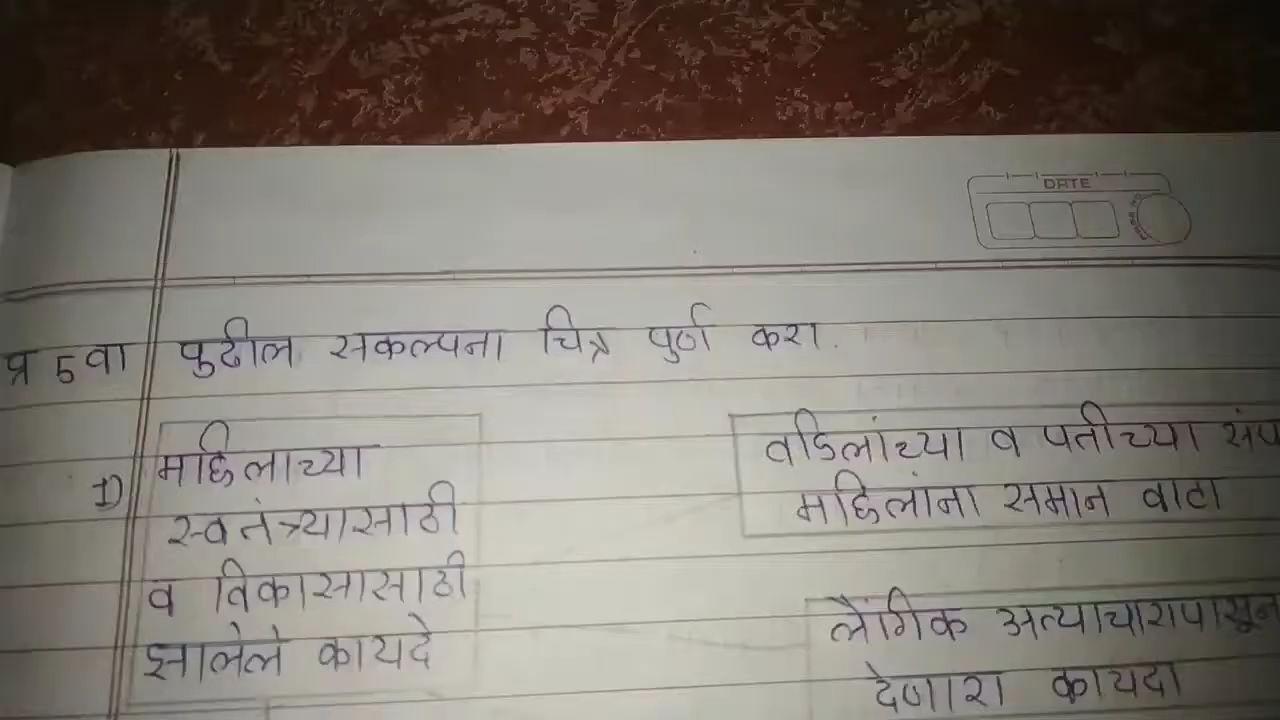 DATE
प्र 5 वा पुढील सकल्पना चित्र पुर्ण करा.
1) महिलाच्या
स्वतंत्र्यासाठी
व विकासासाठी
झालेले कायदे
वडिलांच्या व पतीच्या
महिलांना समान वाटा
लैंगिक अत्याचारापासून
देणारा कायदा